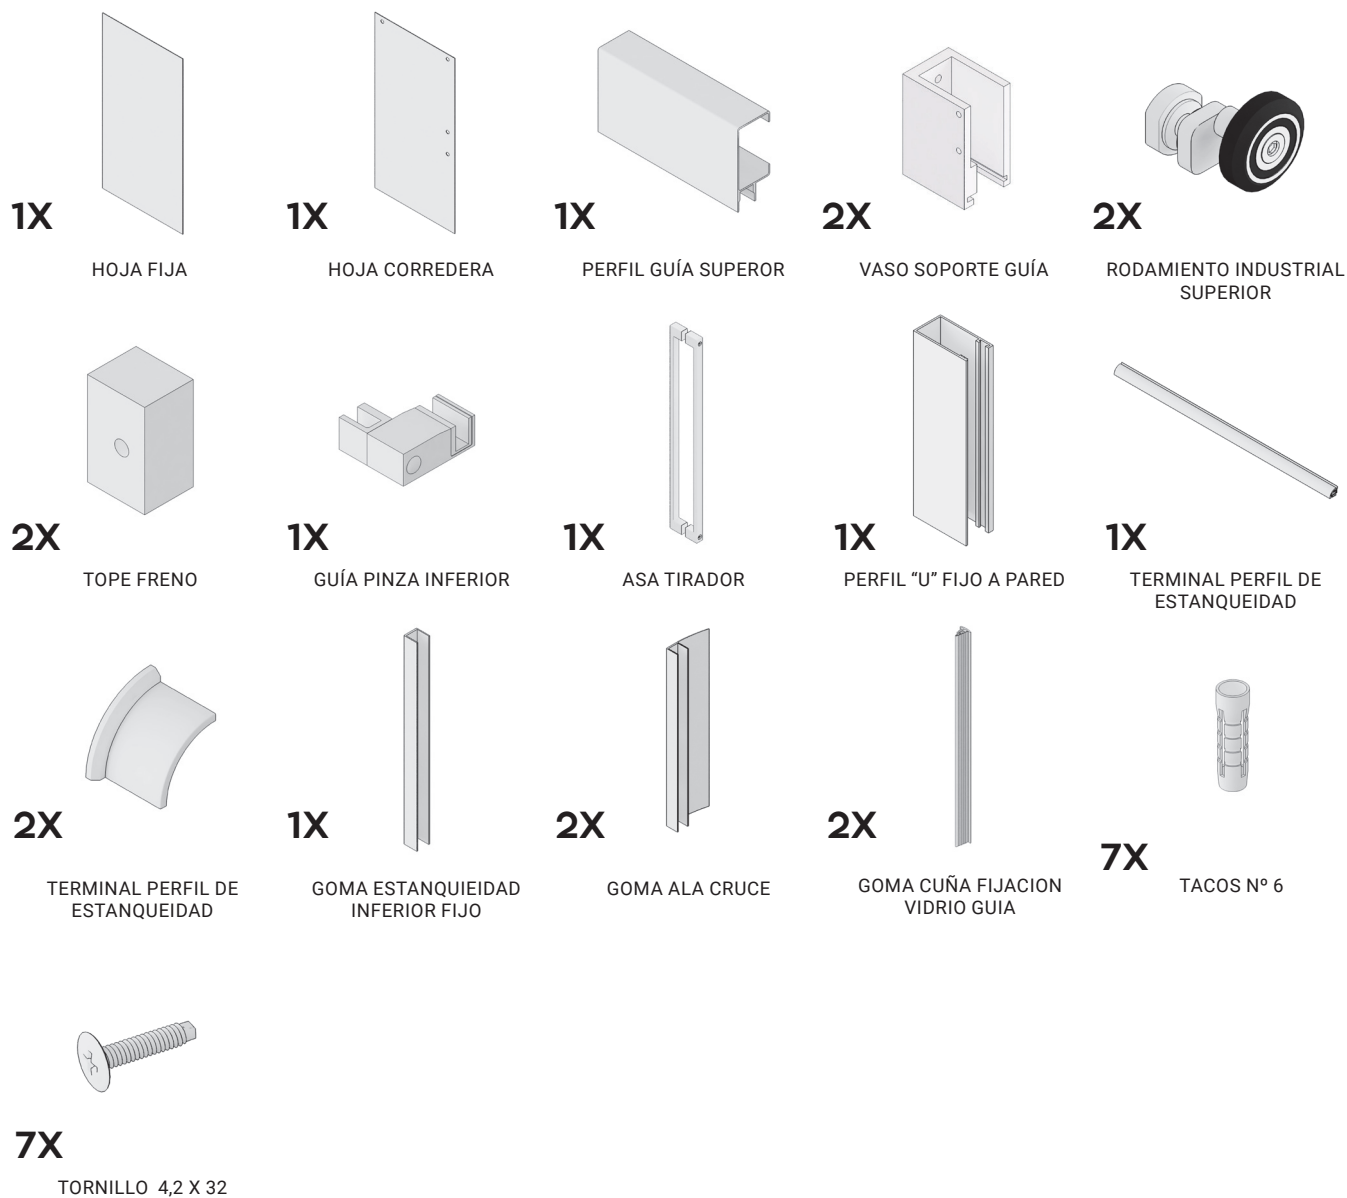 1X
HOJA FIJA
1X
HOJA CORREDERA
1X
PERFIL GUÍA SUPEROR
2X
VASO SOPORTE GUÍA
2X
RODAMIENTO INDUSTRIAL
SUPERIOR
2X
TOPE FRENO
1X
GUÍA PINZA INFERIOR
1X
ASA TIRADOR
1X
PERFIL “U” FIJO A PARED
1X
TERMINAL PERFIL DE
ESTANQUEIDAD
2X
TERMINAL PERFIL DE
ESTANQUEIDAD
1X
GOMA ESTANQUIEIDAD
INFERIOR FIJO
2X
GOMA ALA CRUCE
2X
GOMA CUÑA FIJACION
VIDRIO GUIA
7X
TACOS Nº 6
7X
TORNILLO 4,2 X 32